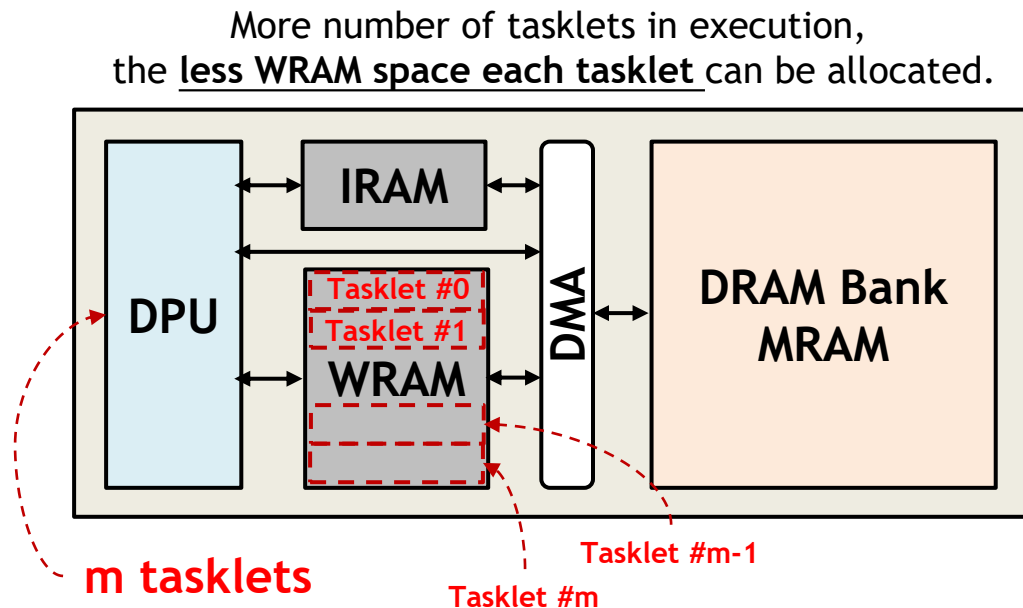 More number of tasklets in execution,
the less WRAM space each tasklet can be allocated.
IRAM
DPU
Tasklet #0
Tasklet #1
WRAM
DMA
DRAM Bank
MRAM
Tasklet #m-1
m tasklets
Tasklet #m